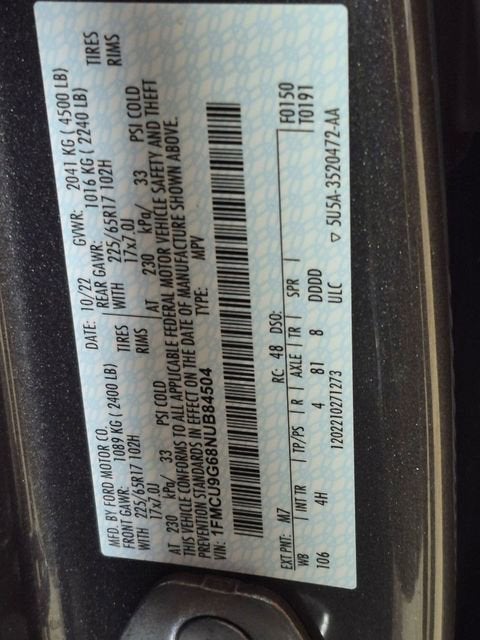 MFD. BY FORD MOTOR CO.
DATE: 10/22 GVWR: 2041 KG ( 4500 LB)
FRONT GAWR: 1089 KG ( 2400 LB) REAR GAWR: 1016 KG ( 2240 LB)
WITH 225/65R17 102H TIRES WITH 225/65R17 102H TIRES
17x7.0J RIMS 17x7.0J RIMS
AT 230 kPa/ 33 PSI COLD AT 230 kPa/ 33 PSI COLD
THIS VEHICLE CONFORMS TO ALL APPLICABLE FEDERAL MOTOR VEHICLE SAFETY AND THEFT
PREVENTION STANDARDS IN EFFECT ON THE DATE OF MANUFACTURE SHOWN ABOVE.
VIN: 1FMCU9G68NUB84504 TYPE: MPV
F0150
T0191
EXT PNT: M7 RC: 48 DSO:
WB INT TR TP/PS R AXLE TR SPR
106 4H 4 81 8 DDDD
1202210271273 ULC
▽ 5U5A-3520472-AA